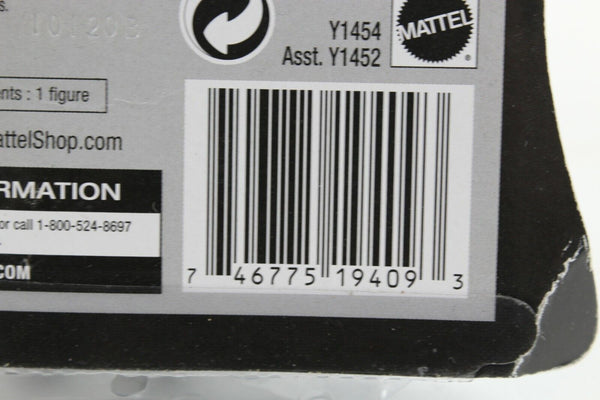 s.
10120B
Y1454
Asst. Y1452
MATTEL
®
nts : 1 figure
attelShop.com
RMATION
or call 1-800-524-8697
.COM
7 46775 19409 3